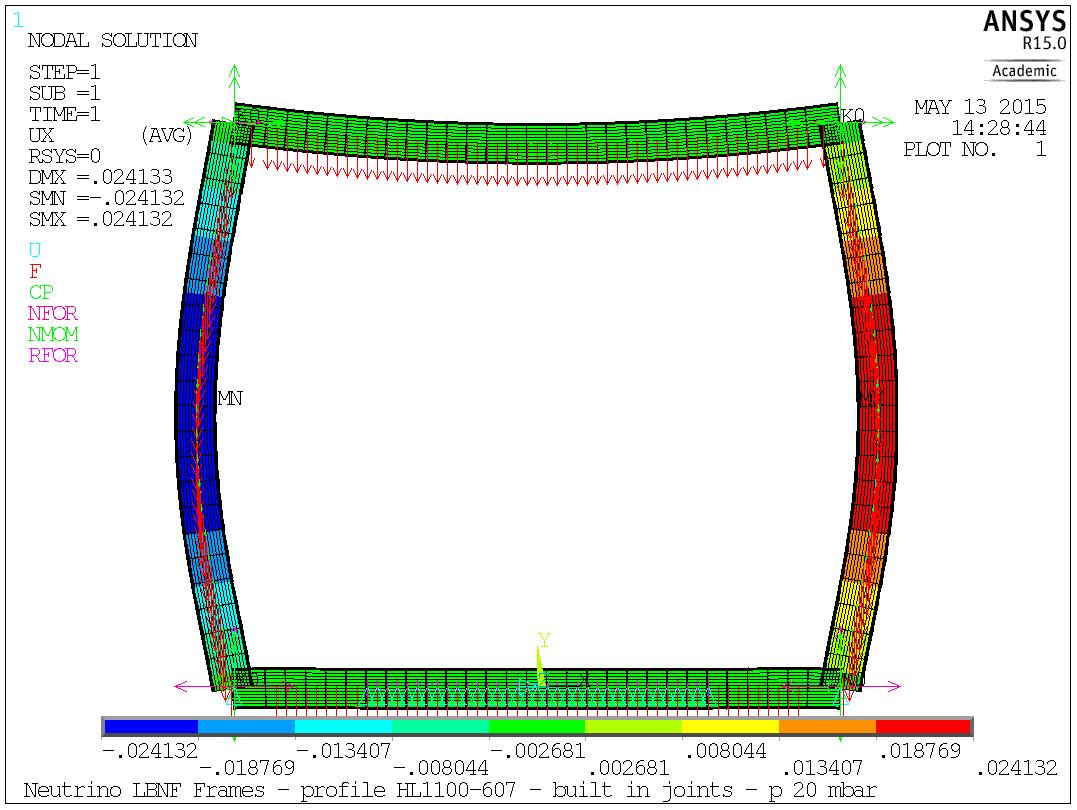 1
NODAL SOLUTION
STEP=1
SUB =1
TIME=1
UX (AVG)
RSYS=0
DMX =.024133
SMN =-.024132
SMX =.024132
U
F
CP
NFOR
NMOM
RFOR
ANSYS
R15.0
Academic
MAY 13 2015
14:28:44
PLOT NO. 1
MN
Y
-.024132 -.013407 -.002681 .008044 .018769
-.018769 -.008044 .002681 .013407 .024132
Neutrino LBNF Frames - profile HL1100-607 - built in joints - p 20 mbar